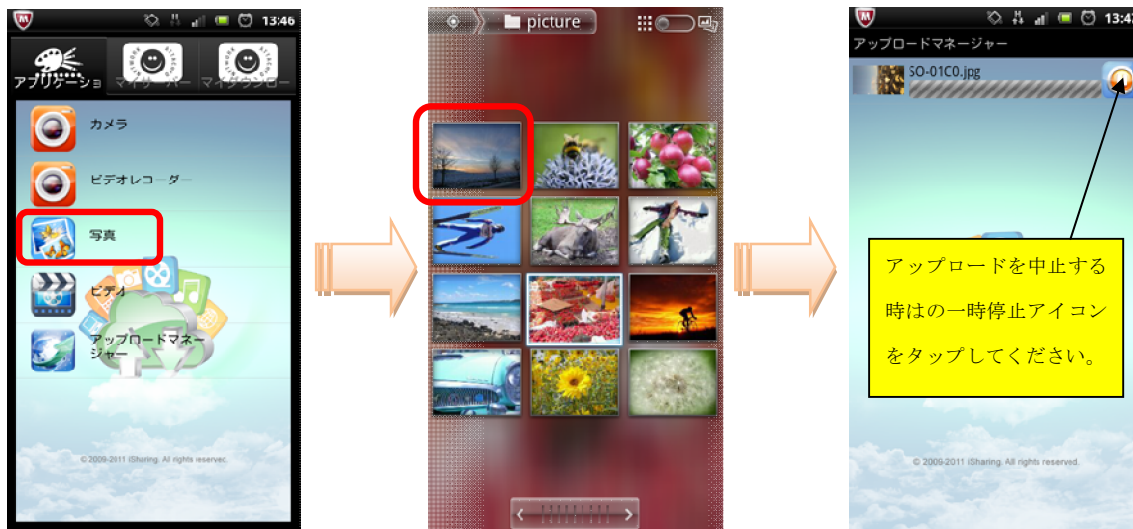 13:46
アプリケーショ
マイサーバー
マイダウンロー
カメラ
ビデオレコーダー
写真
ビデオ
アップロードマネー
ジャー
© 2009-2011 iSharing. All rights reserved.
picture
13:47
アップロードマネージャー
SO-01C0.jpg
アップロードを中止する
時はの一時停止アイコン
をタップしてください。
© 2009-2011 iSharing. All rights reserved.